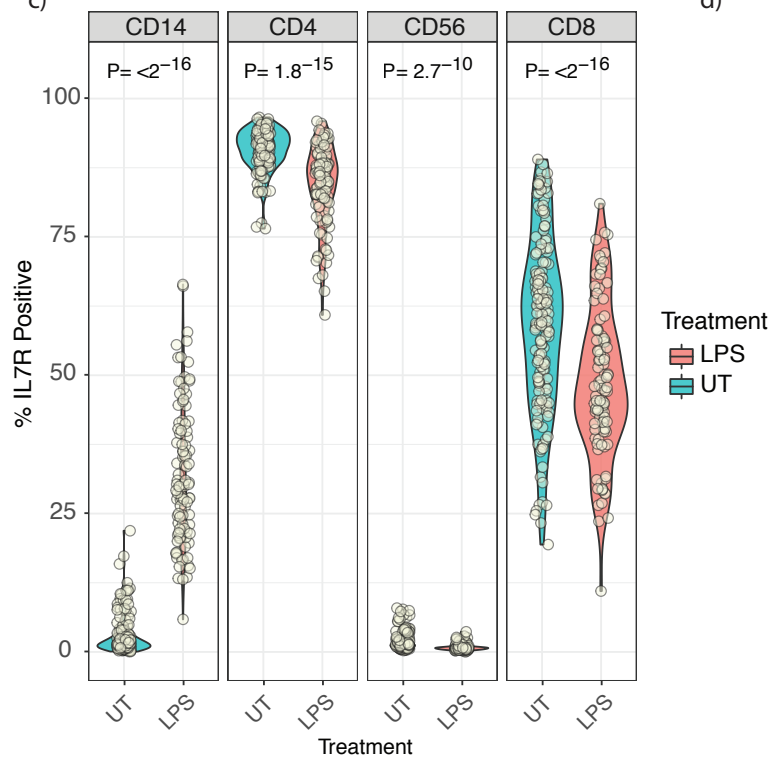 c)
d)
CD14 CD4 CD56 CD8
P= <2⁻¹⁶ P= 1.8⁻¹⁵ P= 2.7⁻¹⁰ P= <2⁻¹⁶
100
75
50
25
0
% IL7R Positive
Treatment
LPS
UT
UT LPS UT LPS UT LPS UT LPS
Treatment